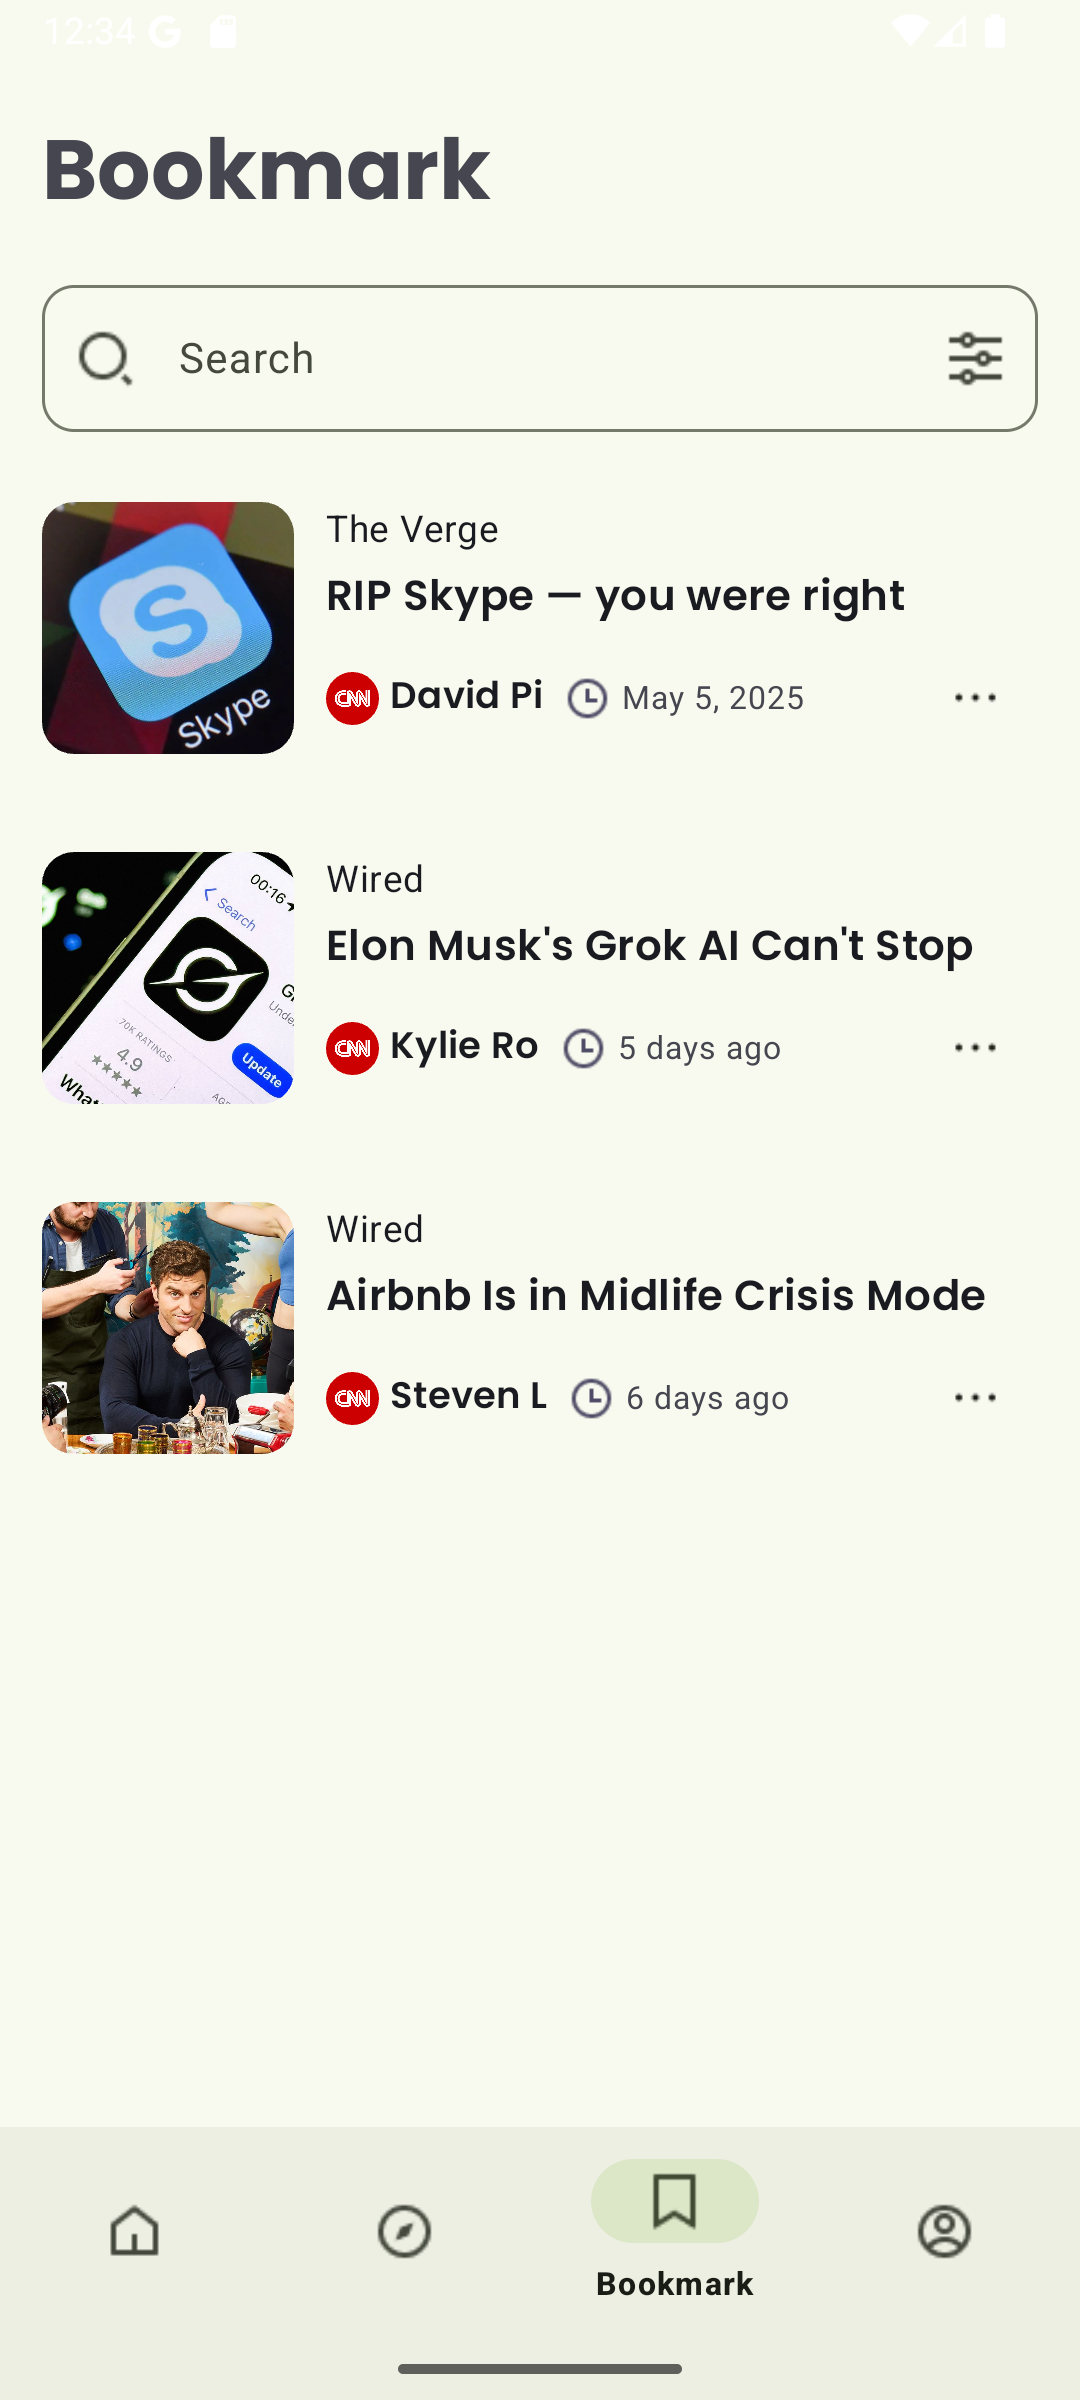 12:34
Bookmark
Search
The Verge
RIP Skype — you were right
CNN David Pi May 5, 2025
Skype
Wired
Elon Musk's Grok AI Can't Stop
CNN Kylie Ro 5 days ago
00:16
Search
70K RATINGS
4.9
Update
Wired
Airbnb Is in Midlife Crisis Mode
CNN Steven L 6 days ago
Bookmark